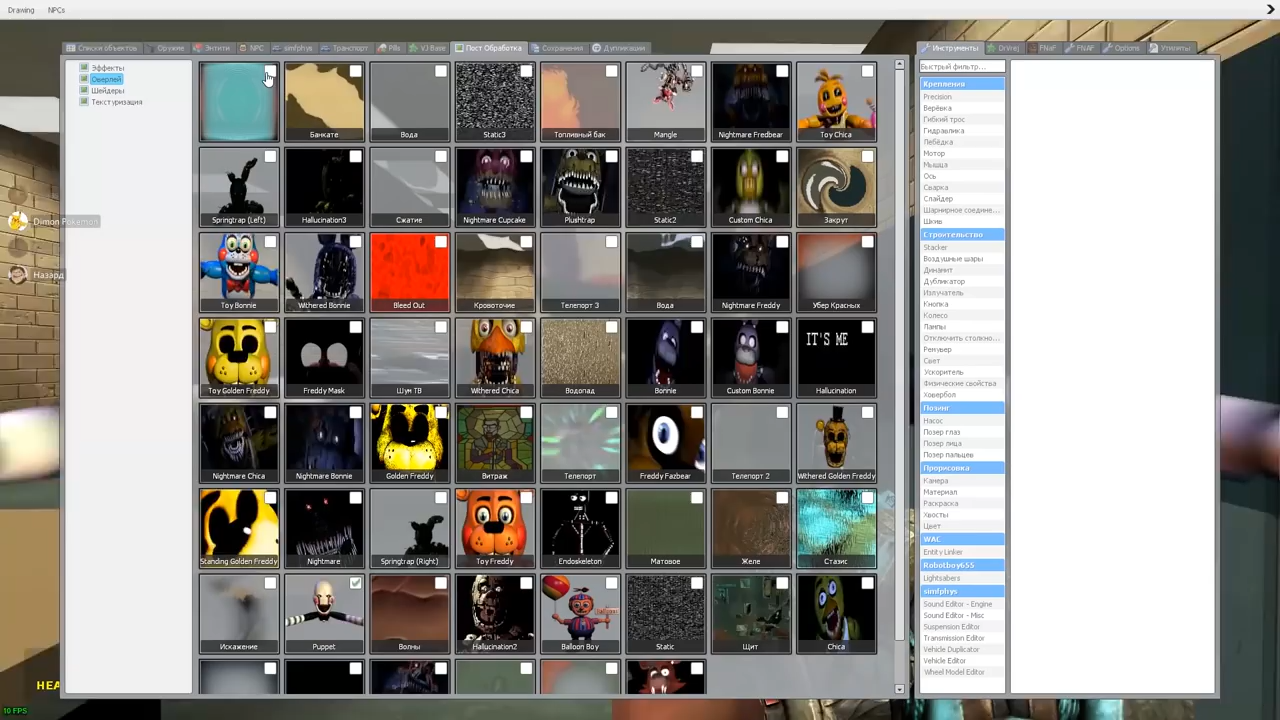 Drawing NPCs
Списки объектов Оружие Энтити NPC simfphys Транспорт Pills VJ Base Пост Обработка Сохранения Дупликации
Инструменты Drivrej FNaF FNAF Options Утилиты
Эффекты
Оверлей
Шейдеры
Текстуризация
Быстрый фильтр...
Банкате Вода Static3 Топливный бак Mangle Nightmare Fredbear Toy Chica
Springtrap (Left) Hallucination3 Сжатие Nightmare Cupcake Plushtrap Static2 Custom Chica Закрут
Toy Bonnie Withered Bonnie Bleed Out Кровоточие Телепорт 3 Вода Nightmare Freddy Убер Красных
IT'S ME
Toy Golden Freddy Freddy Mask Шум ТВ Withered Chica Водопад Bonnie Custom Bonnie Hallucination
Nightmare Chica Nightmare Bonnie Golden Freddy Витраж Телепорт Freddy Fazbear Телепорт 2 Withered Golden Freddy
Standing Golden Freddy Nightmare Springtrap (Right) Toy Freddy Endoskeleton Матовое Желе Стазис
Искажение Puppet Волны Hallucination2 Balloon Boy Static Щит Chica
Крепления
Precision
Верёвка
Гибкий трос
Гидравлика
Лебёдка
Мотор
Мышца
Ось
Сварка
Слайдер
Шарнирное соедине...
Шкив
Строительство
Stacker
Воздушные шары
Динамит
Дубликатор
Излучатель
Кнопка
Колесо
Лампы
Отключить столкно...
Ремувер
Свет
Ускоритель
Физические свойства
Ховербол
Позинг
Насос
Позер глаз
Позер лица
Позер пальцев
Прорисовка
Камера
Материал
Раскраска
Хвосты
Цвет
WAC
Entity Linker
Robotboy655
Lightsabers
simfphys
Sound Editor - Engine
Sound Editor - Misc
Suspension Editor
Transmission Editor
Vehicle Duplicator
Vehicle Editor
Wheel Model Editor
Dimon Pokemon
Назард
HEA
10 FPS